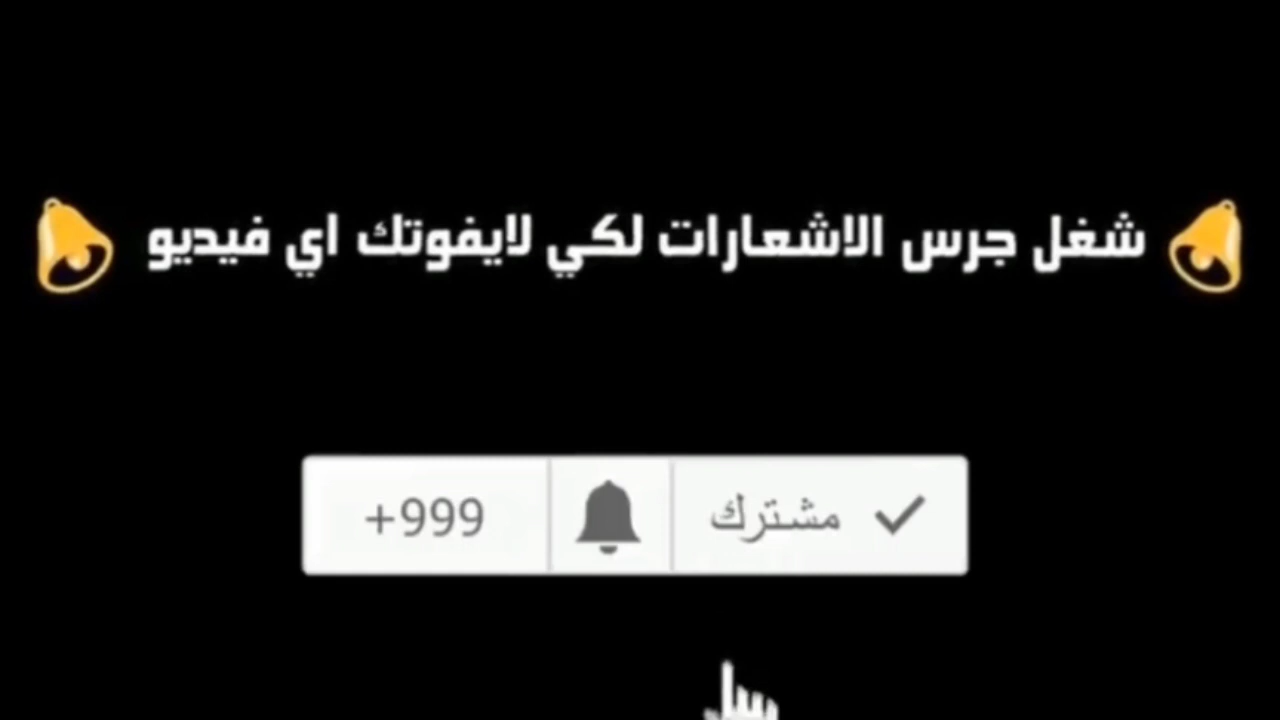 شغل جرس الاشعارات لكي لايفوتك اي فيديو
مشترك
+999